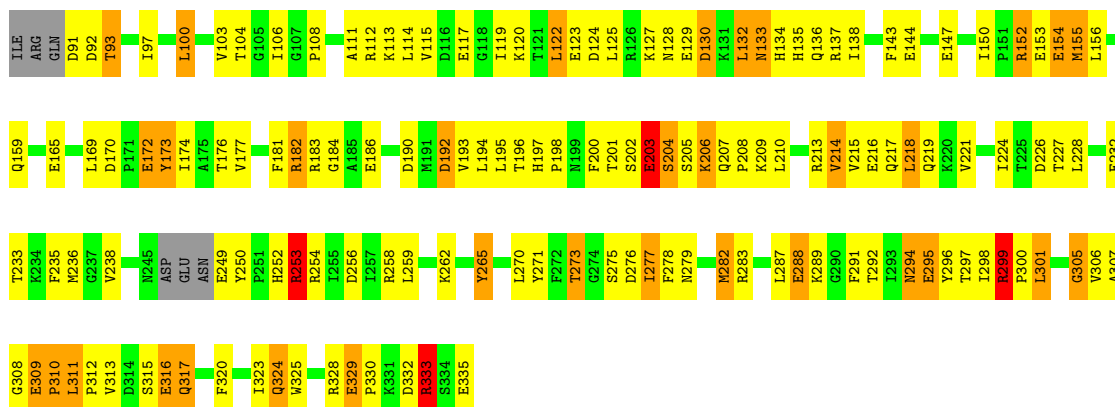 ILE ARG GLN D91 D92 T93 I97 L100 V103 T104 G105 I106 G107 P108 A111 R112 K113 L114 V115 D116 E117 G118 I119 K120 T121 L122 E123 D124 L125 R126 K127 N128 E129 D130 K131 L132 N133 H134 H135 Q136 R137 I138 F143 E144 E147 I150 P151 R152 E153 E154 M155 L156
Q159 E165 L169 D170 P171 E172 Y173 I174 A175 T176 V177 F181 R182 R183 G184 A185 E186 D190 M191 D192 V193 L194 L195 T196 H197 P198 N199 F200 T201 S202 E203 S204 S205 K206 Q207 P208 K209 L210 R213 V214 V215 E216 Q217 L218 Q219 K220 V221 I224 T225 D226 T227 L228
T233 K234 F235 M236 G237 V238 N245 ASP GLU ASN E249 Y250 P251 H252 R253 R254 I255 D256 I257 R258 L259 K262 Y265 L270 Y271 F272 T273 G274 S275 D276 I277 F278 N279 M282 R283 L287 E288 K289 G290 F291 T292 I293 N294 E295 Y296 T297 I298 R299 P300 L301 G305 V306 A307
G308 E309 P310 L311 P312 V313 D314 S315 E316 Q317 F320 I323 Q324 W325 R328 E329 P330 K331 D332 R333 S334 E335